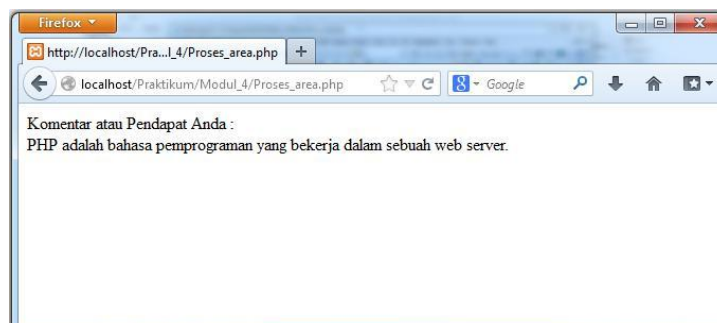 Firefox
http://localhost/Pra...l_4/Proses_area.php
localhost/Praktikum/Modul_4/Proses_area.php
Google
Komentar atau Pendapat Anda :
PHP adalah bahasa pemprograman yang bekerja dalam sebuah web server.